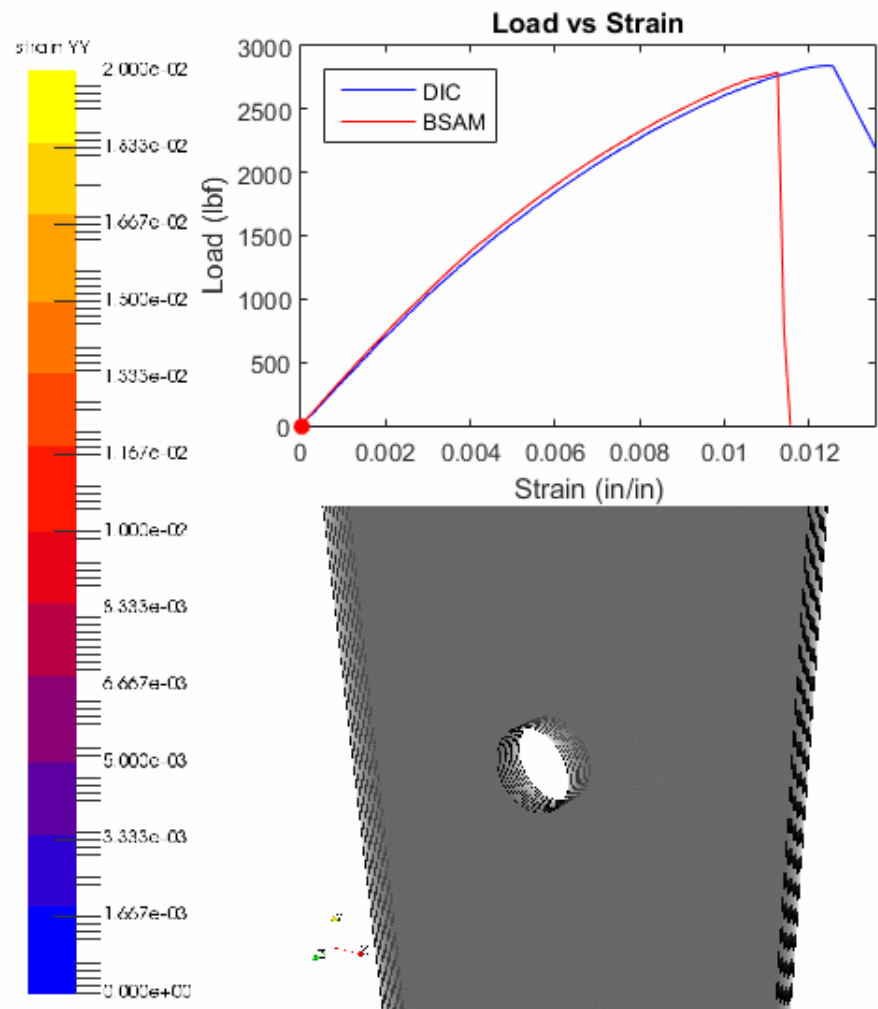 Load vs Strain
strain YY
2.000e-02
1.833e-02
1.667e-02
1.500e-02
1.333e-02
1.167e-02
1.000e-02
8.333e-03
6.667e-03
5.000e-03
3.333e-03
1.667e-03
0.000e+00
Load (lbf)
3000
2500
2000
1500
1000
500
0
DIC
BSAM
0 0.002 0.004 0.006 0.008 0.01 0.012
Strain (in/in)